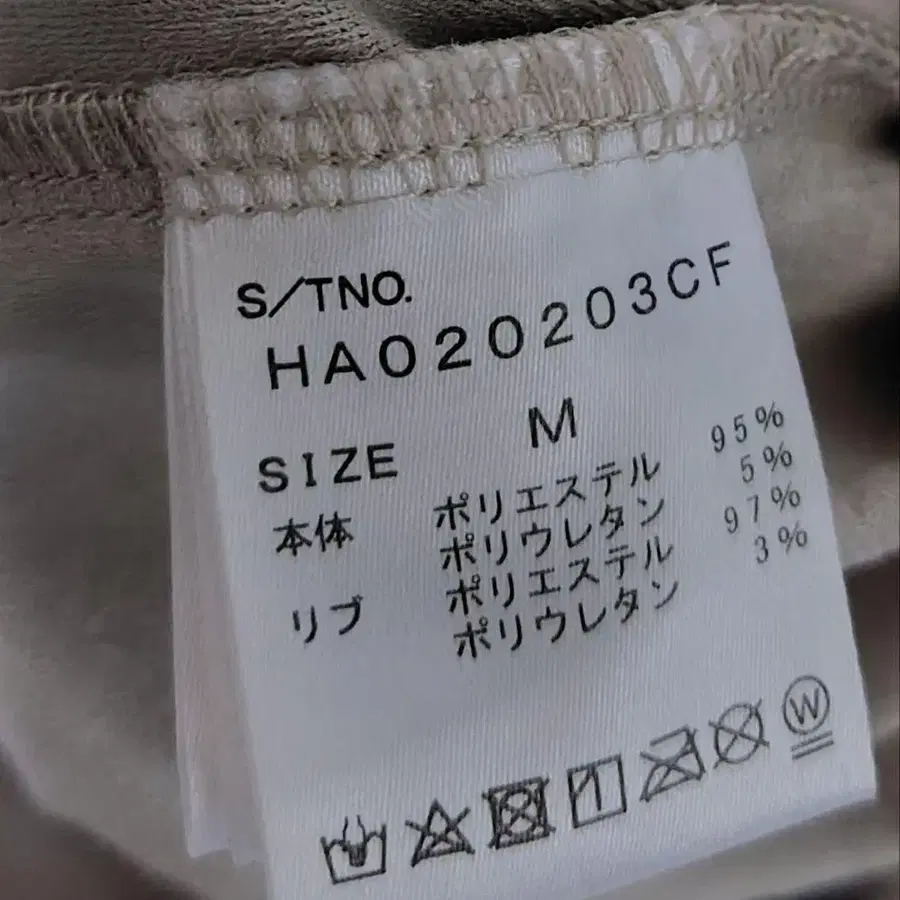 S/TNO.
HA020203CF
SIZE M
本体 ポリエステル 95%
ポリウレタン 5%
リブ ポリエステル 97%
ポリウレタン 3%
W